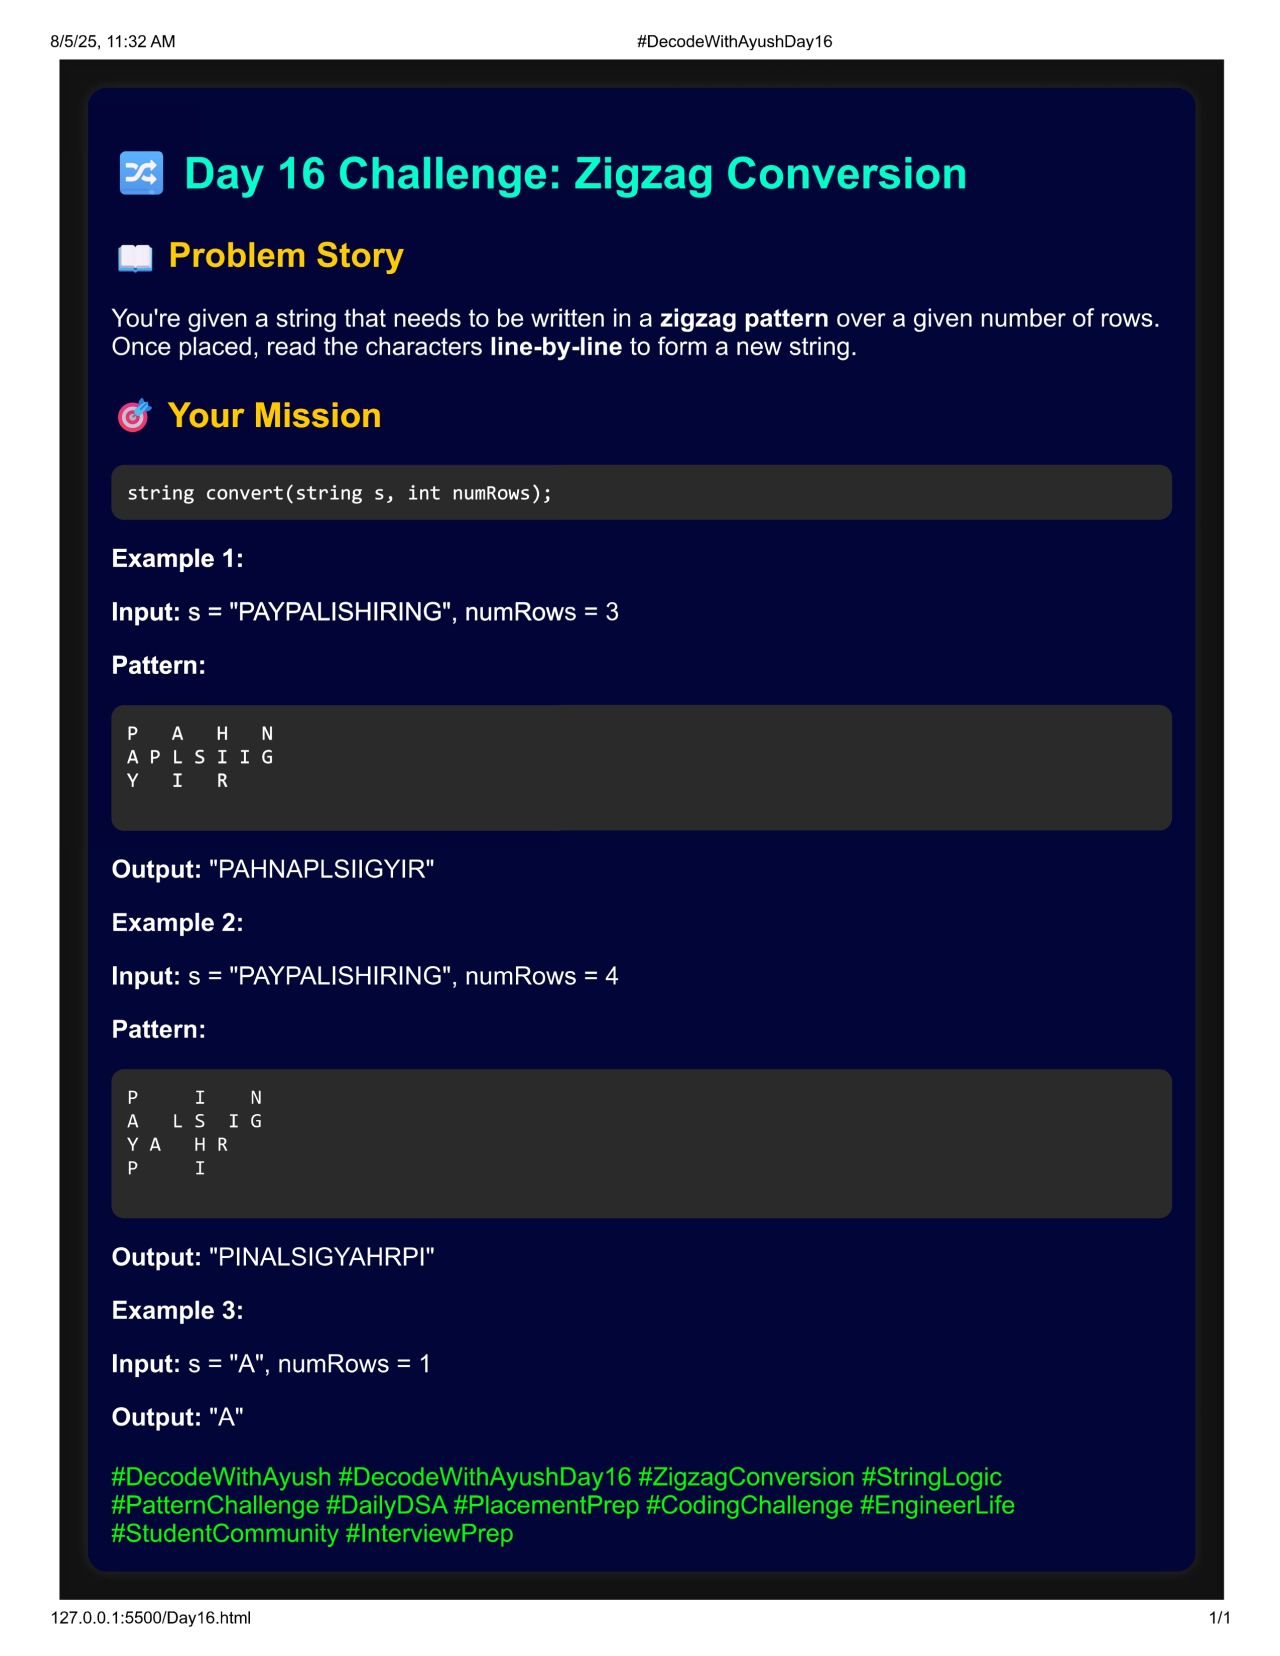 8/5/25, 11:32 AM #DecodeWithAyushDay16
🔀 Day 16 Challenge: Zigzag Conversion
📖 Problem Story
You're given a string that needs to be written in a zigzag pattern over a given number of rows.
Once placed, read the characters line-by-line to form a new string.
🎯 Your Mission
string convert(string s, int numRows);
Example 1:
Input: s = "PAYPALISHIRING", numRows = 3
Pattern:
P   A   H   N
A P L S I I G
Y   I   R
Output: "PAHNAPLSIIGYIR"
Example 2:
Input: s = "PAYPALISHIRING", numRows = 4
Pattern:
P     I    N
A   L S  I G
Y A   H R
P     I
Output: "PINALSIGYAHRPI"
Example 3:
Input: s = "A", numRows = 1
Output: "A"
#DecodeWithAyush #DecodeWithAyushDay16 #ZigzagConversion #StringLogic
#PatternChallenge #DailyDSA #PlacementPrep #CodingChallenge #EngineerLife
#StudentCommunity #InterviewPrep
127.0.0.1:5500/Day16.html 1/1